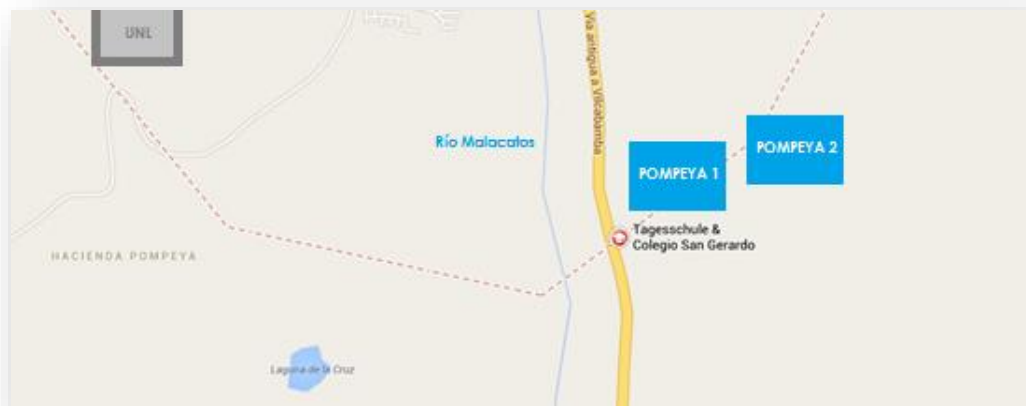 UNL
Via antigua a Vilcabamba
Río Malacatos
POMPEYA 1
POMPEYA 2
Tagesschule &
Colegio San Gerardo
HACIENDA POMPEYA
Laguna de la Cruz